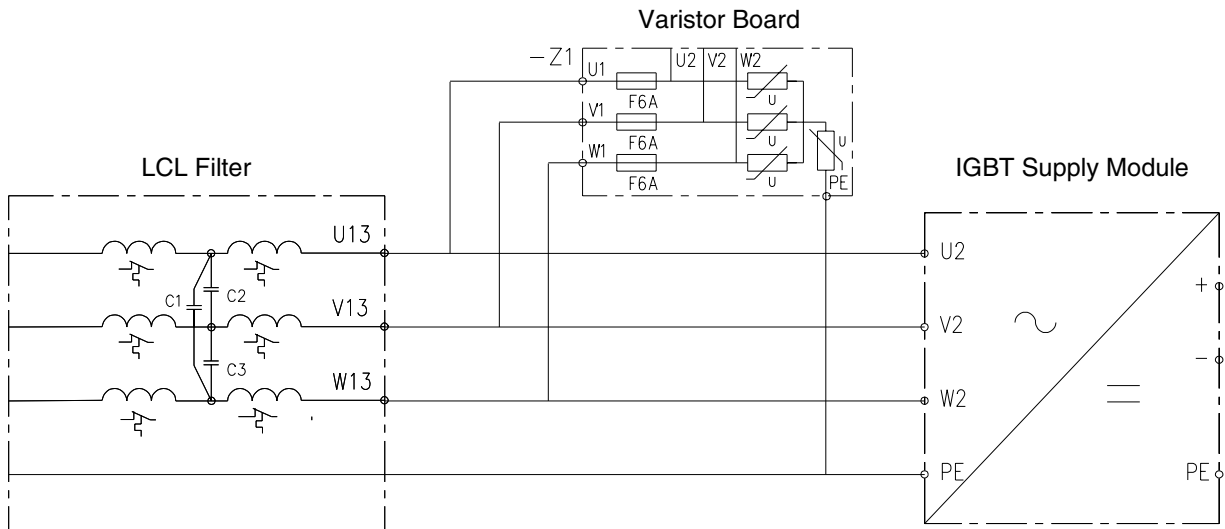 Varistor Board
-Z1
U1
U2
V2
W2
F6A
U
V1
F6A
U
U
W1
F6A
U
PE
LCL Filter
IGBT Supply Module
U13
U2
C1
C2
+
V13
V2
C3
-
W13
W2
PE
PE